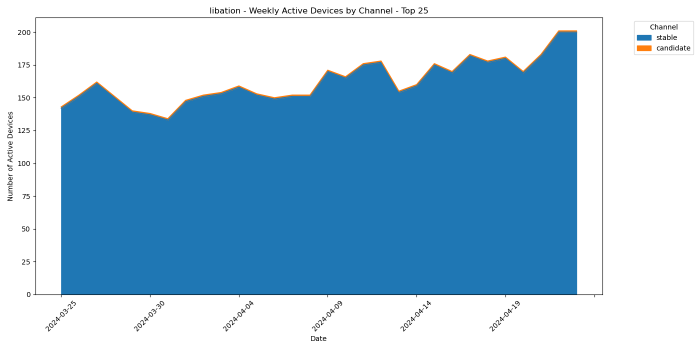 libation - Weekly Active Devices by Channel - Top 25
Channel
stable
candidate
Number of Active Devices
200
175
150
125
100
75
50
25
0
2024-03-25
2024-03-30
2024-04-04
2024-04-09
2024-04-14
2024-04-19
Date